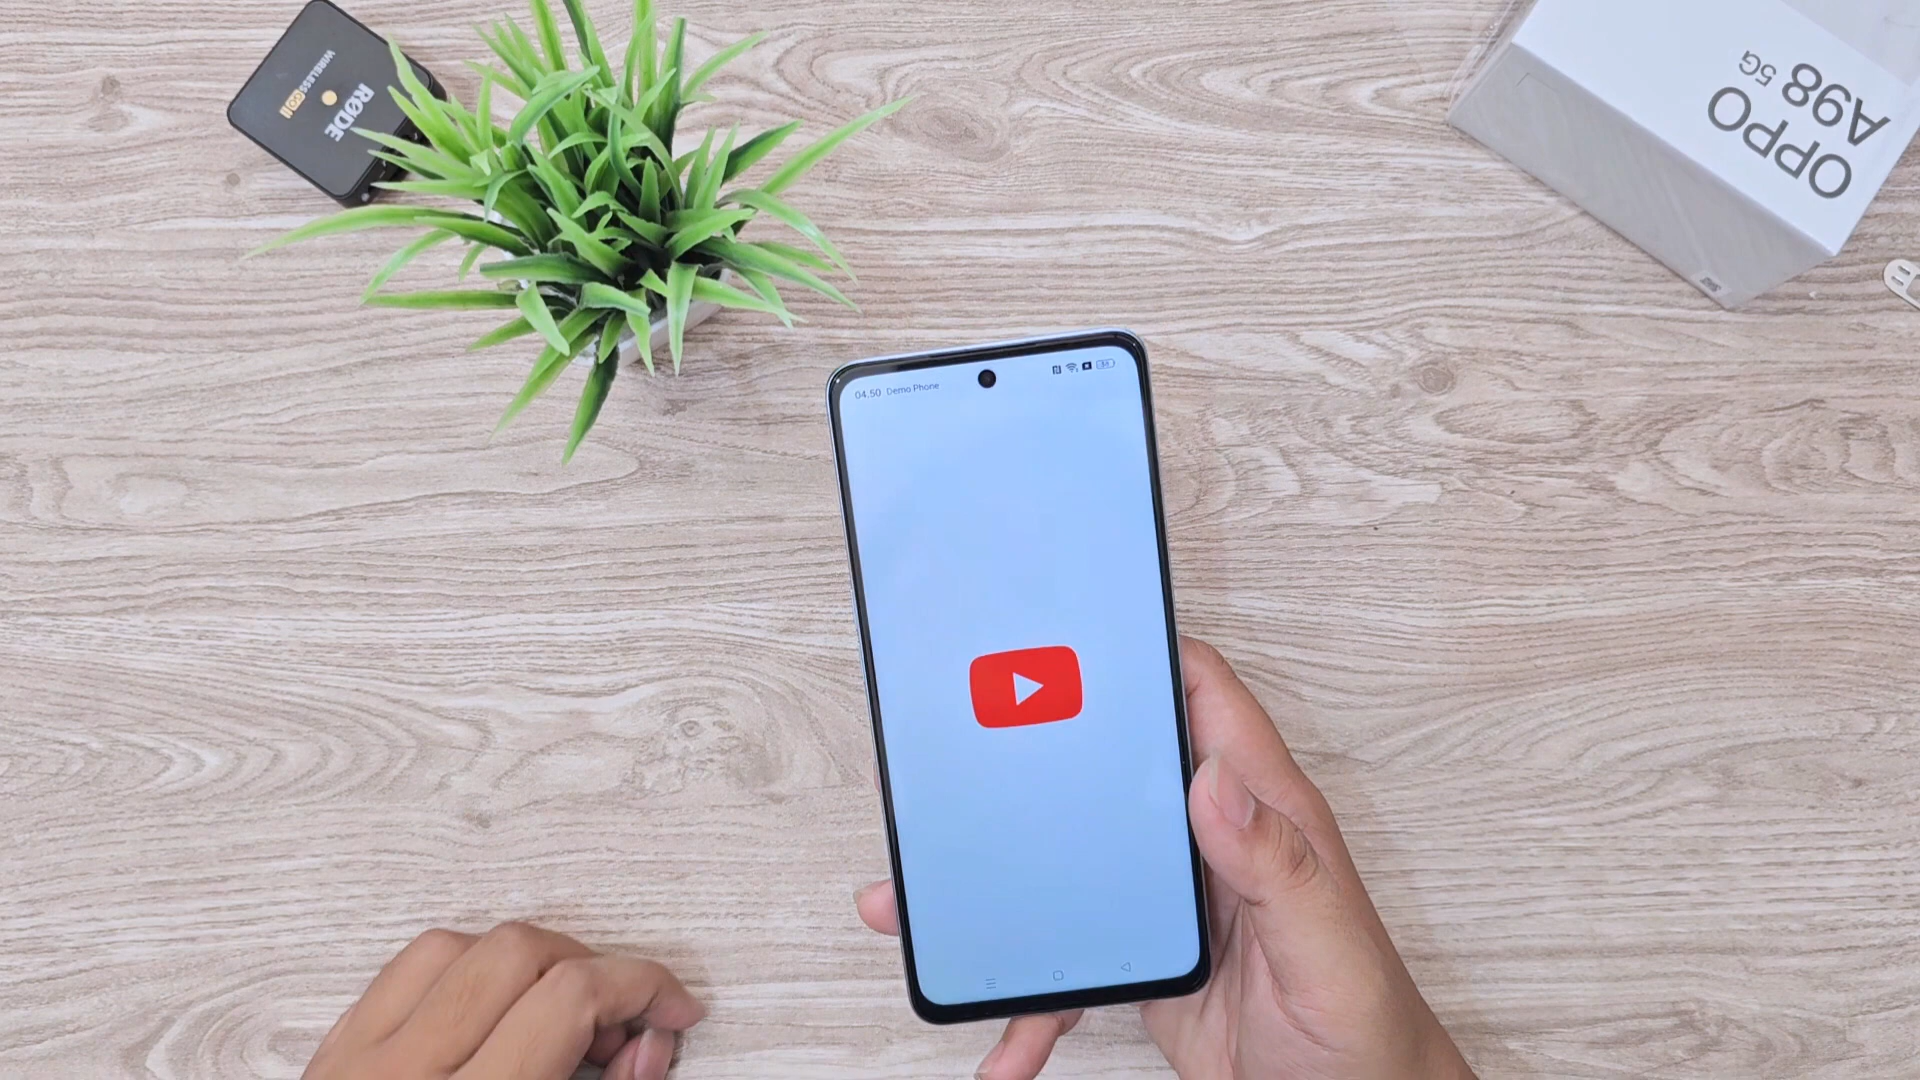 RØDE
WIRELESS GO II
OPPO
A98 5G
04.50 Demo Phone